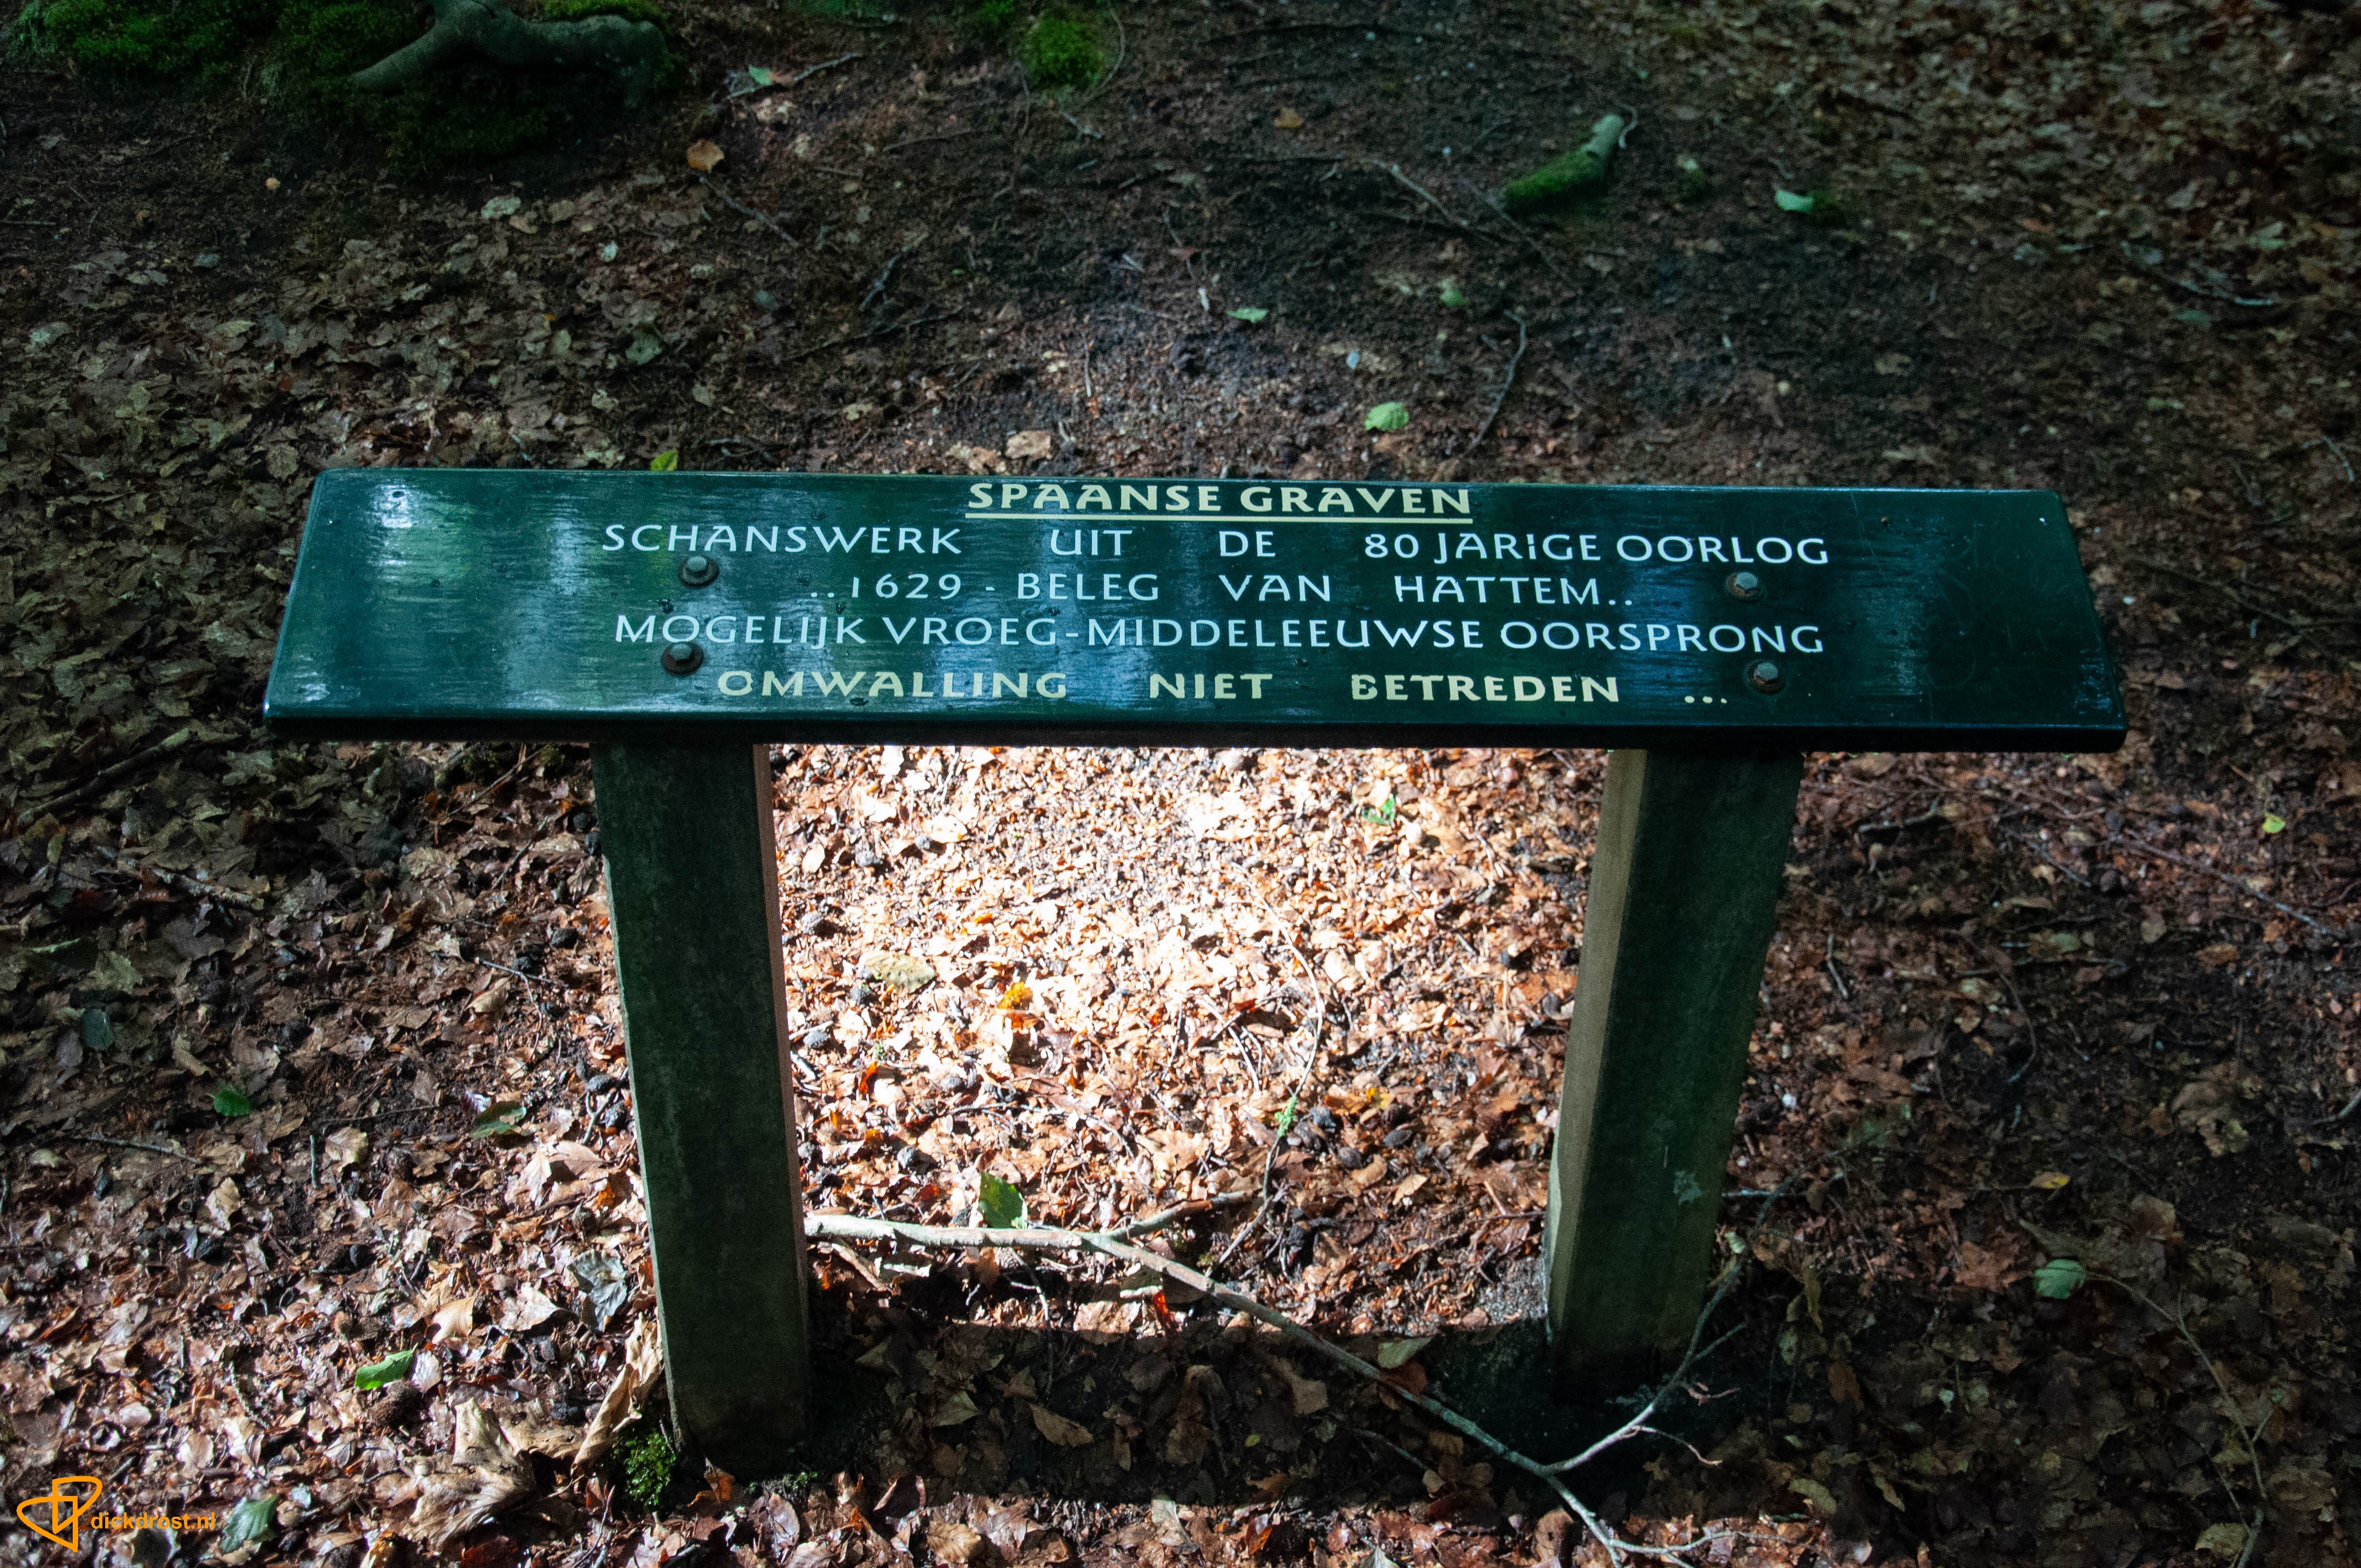 SPAANSE GRAVEN
SCHANSWERK UIT DE 80 JARIGE OORLOG
..1629 - BELEG VAN HATTEM..
MOGELIJK VROEG-MIDDELEEUWSE OORSPRONG
OMWALLING NIET BETREDEN ...
dickdrost.nl